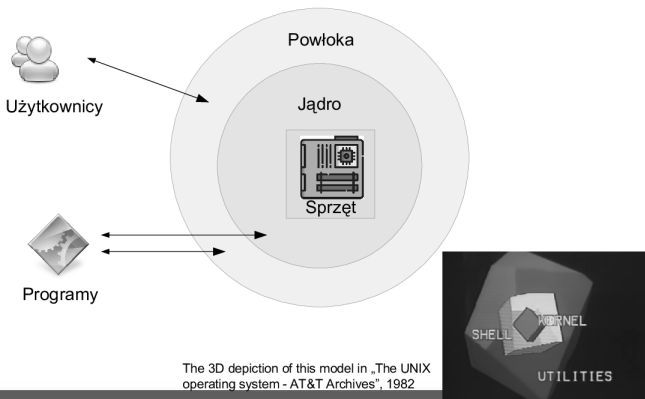 Powłoka
Użytkownicy
Jądro
Sprzęt
Programy
The 3D depiction of this model in „The UNIX
operating system - AT&T Archives”, 1982
SHELL
KERNEL
UTILITIES